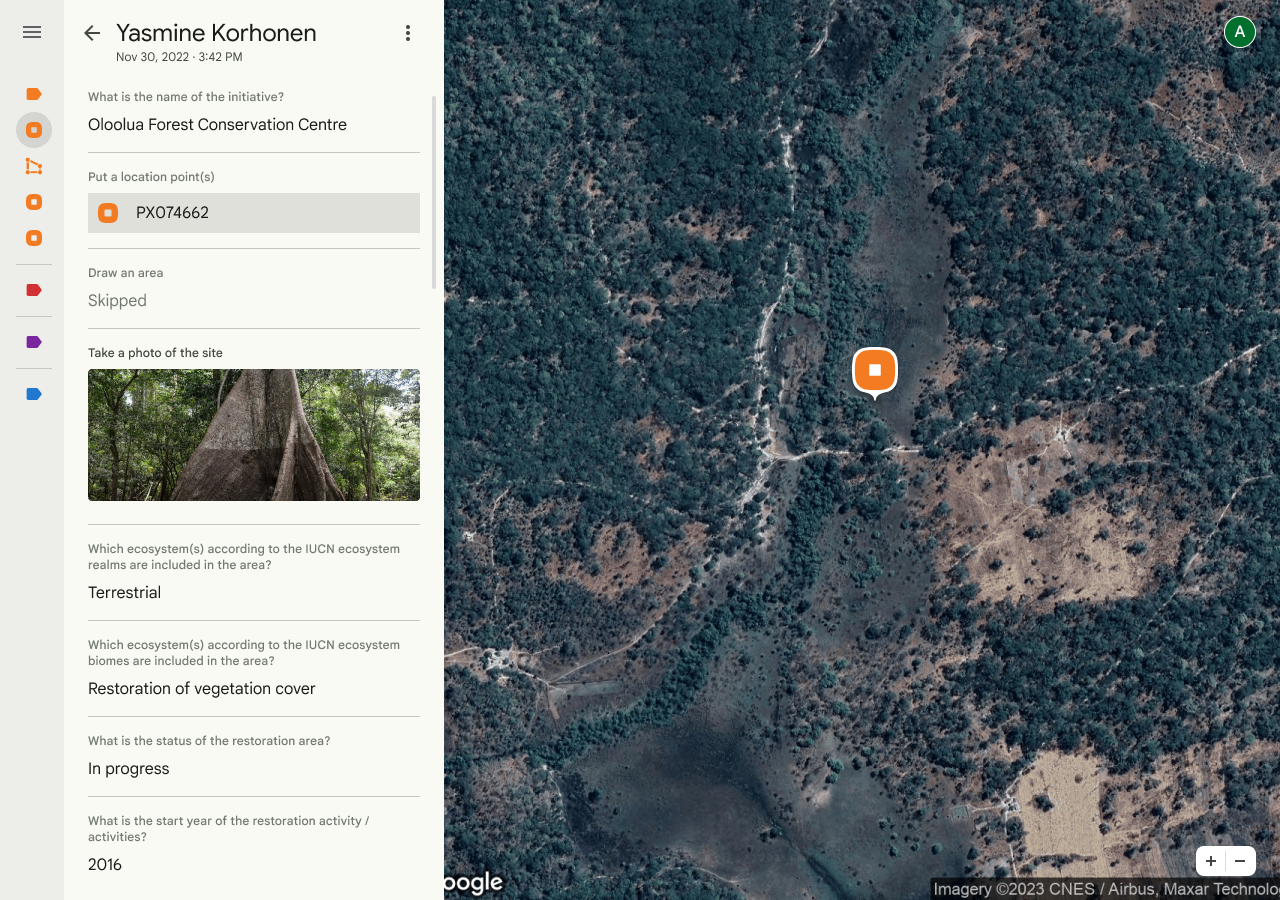 Yasmine Korhonen
Nov 30, 2022 · 3:42 PM
What is the name of the initiative?
Oloolua Forest Conservation Centre
Put a location point(s)
PX074662
Draw an area
Skipped
Take a photo of the site
Which ecosystem(s) according to the IUCN ecosystem
realms are included in the area?
Terrestrial
Which ecosystem(s) according to the IUCN ecosystem
biomes are included in the area?
Restoration of vegetation cover
What is the status of the restoration area?
In progress
What is the start year of the restoration activity /
activities?
2016
A
+ −
oogle
Imagery ©2023 CNES / Airbus, Maxar Technolo